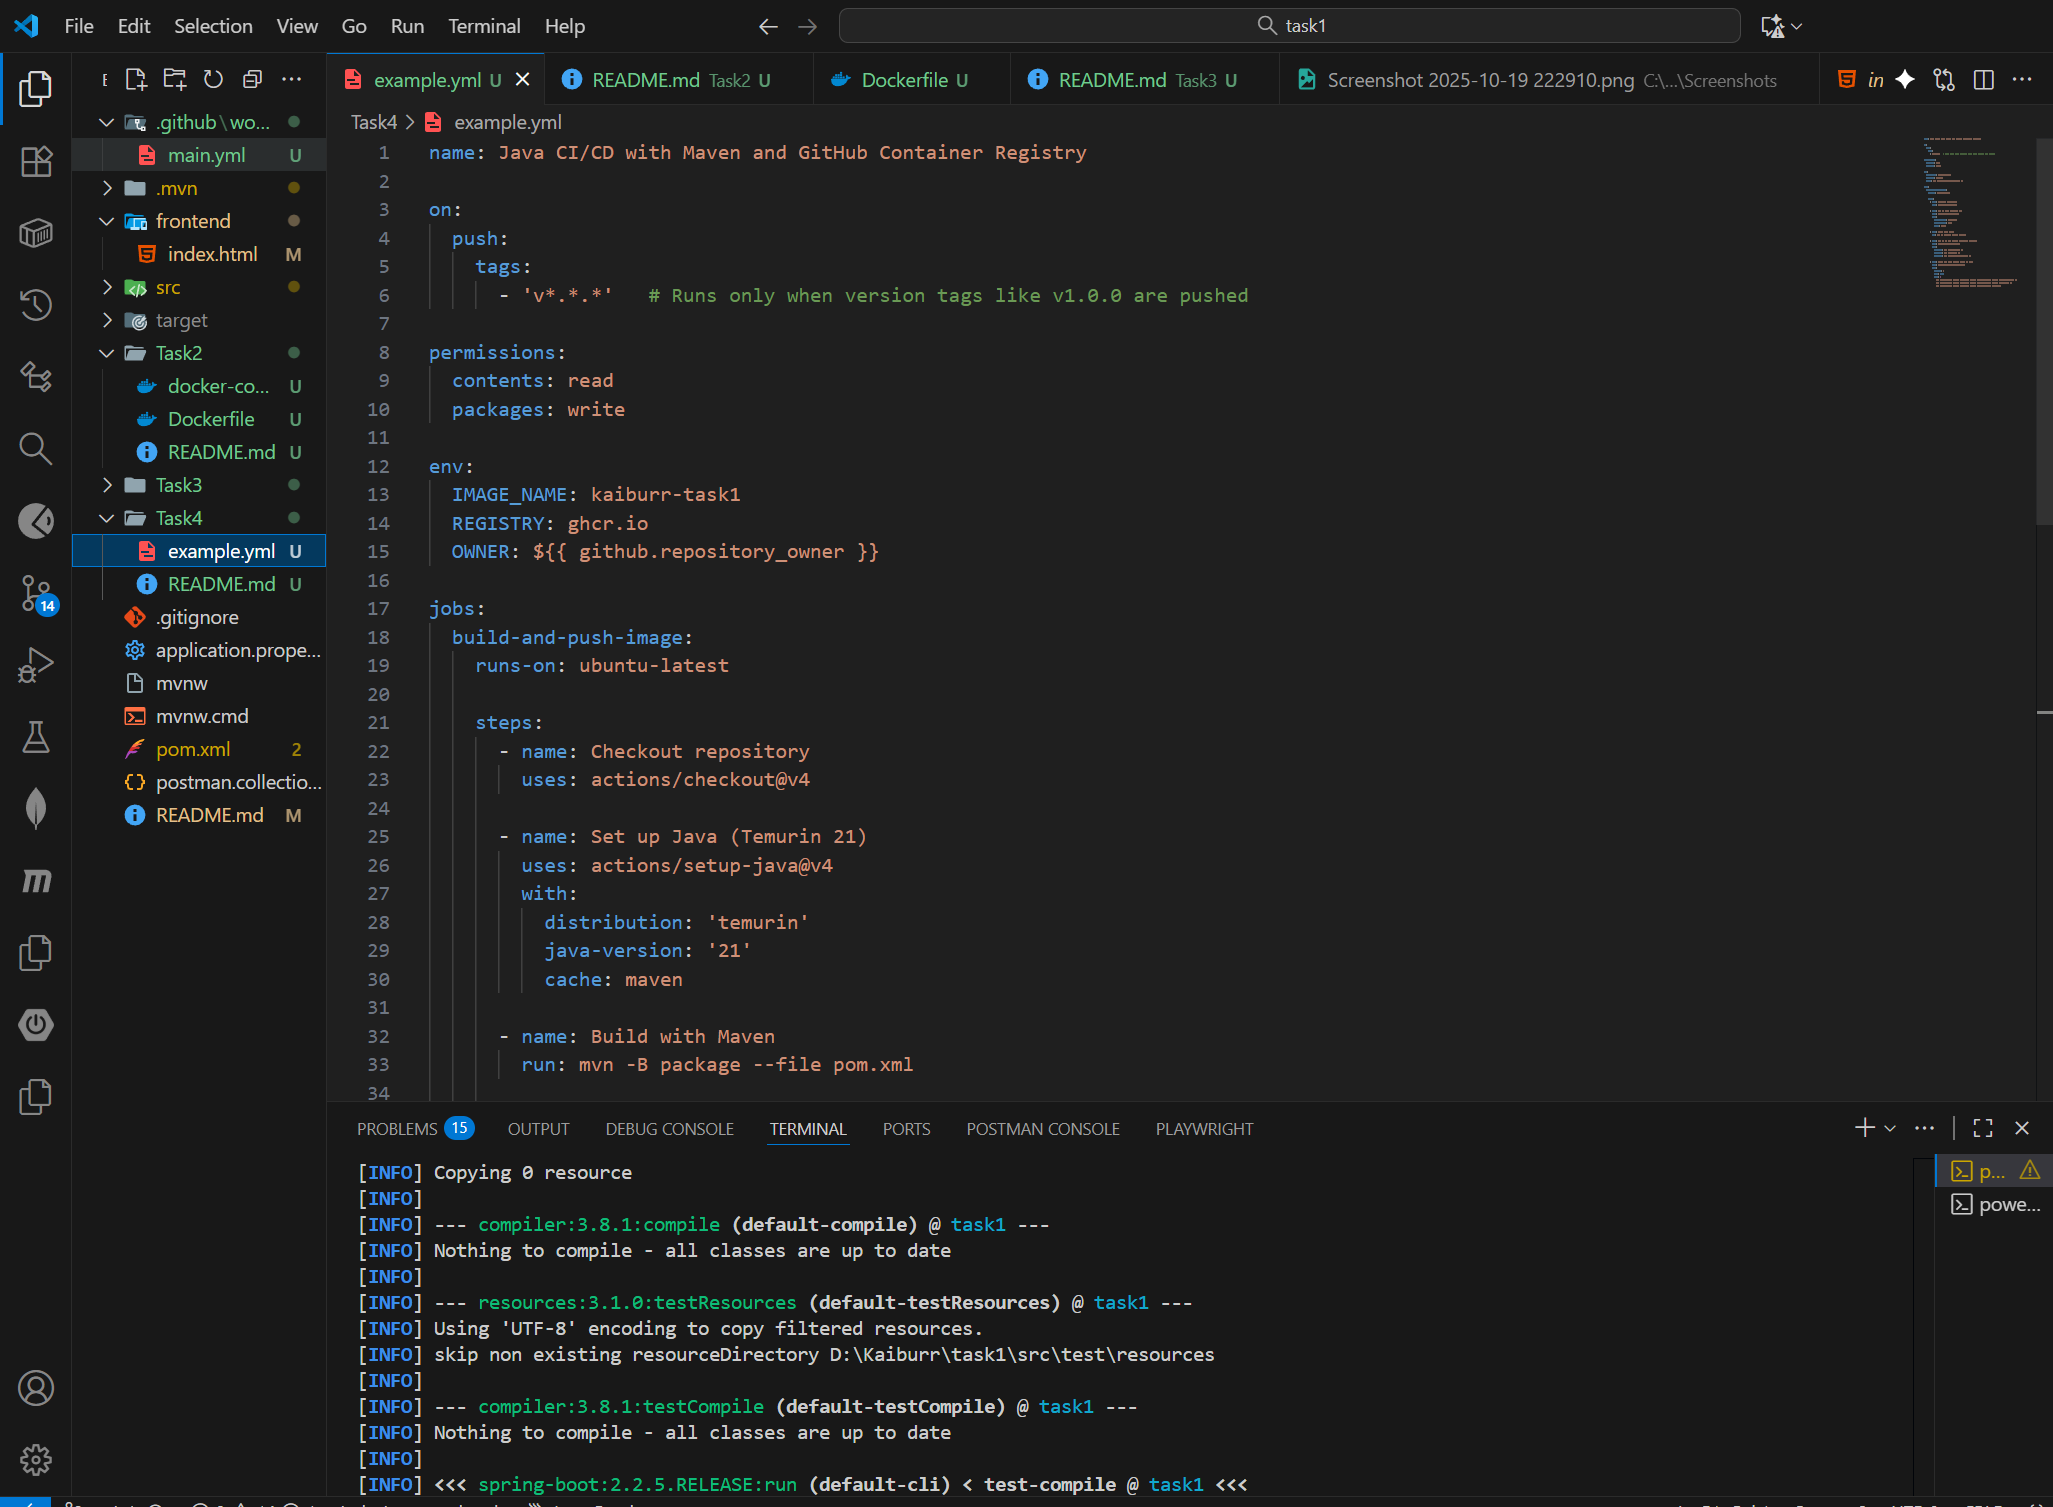 File Edit Selection View Go Run Terminal Help
task1
example.yml U
README.md Task2 U
Dockerfile U
README.md Task3 U
Screenshot 2025-10-19 222910.png C:\...\Screenshots
in
.github\wo...
main.yml U
.mvn
frontend
index.html M
src
target
Task2
docker-co... U
Dockerfile U
README.md U
Task3
Task4
example.yml U
README.md U
.gitignore
application.prope...
mvnw
mvnw.cmd
pom.xml 2
postman.collectio...
README.md M
14
Task4 > example.yml
1 name: Java CI/CD with Maven and GitHub Container Registry
2
3 on:
4 push:
5 tags:
6 - 'v*.*.*' # Runs only when version tags like v1.0.0 are pushed
7
8 permissions:
9 contents: read
10 packages: write
11
12 env:
13 IMAGE_NAME: kaiburr-task1
14 REGISTRY: ghcr.io
15 OWNER: ${{ github.repository_owner }}
16
17 jobs:
18 build-and-push-image:
19 runs-on: ubuntu-latest
20
21 steps:
22 - name: Checkout repository
23 uses: actions/checkout@v4
24
25 - name: Set up Java (Temurin 21)
26 uses: actions/setup-java@v4
27 with:
28 distribution: 'temurin'
29 java-version: '21'
30 cache: maven
31
32 - name: Build with Maven
33 run: mvn -B package --file pom.xml
34
PROBLEMS 15 OUTPUT DEBUG CONSOLE TERMINAL PORTS POSTMAN CONSOLE PLAYWRIGHT
[INFO] Copying 0 resource
[INFO]
[INFO] --- compiler:3.8.1:compile (default-compile) @ task1 ---
[INFO] Nothing to compile - all classes are up to date
[INFO]
[INFO] --- resources:3.1.0:testResources (default-testResources) @ task1 ---
[INFO] Using 'UTF-8' encoding to copy filtered resources.
[INFO] skip non existing resourceDirectory D:\Kaiburr\task1\src\test\resources
[INFO]
[INFO] --- compiler:3.8.1:testCompile (default-testCompile) @ task1 ---
[INFO] Nothing to compile - all classes are up to date
[INFO]
[INFO] <<< spring-boot:2.2.5.RELEASE:run (default-cli) < test-compile @ task1 <<<
p...
powe...